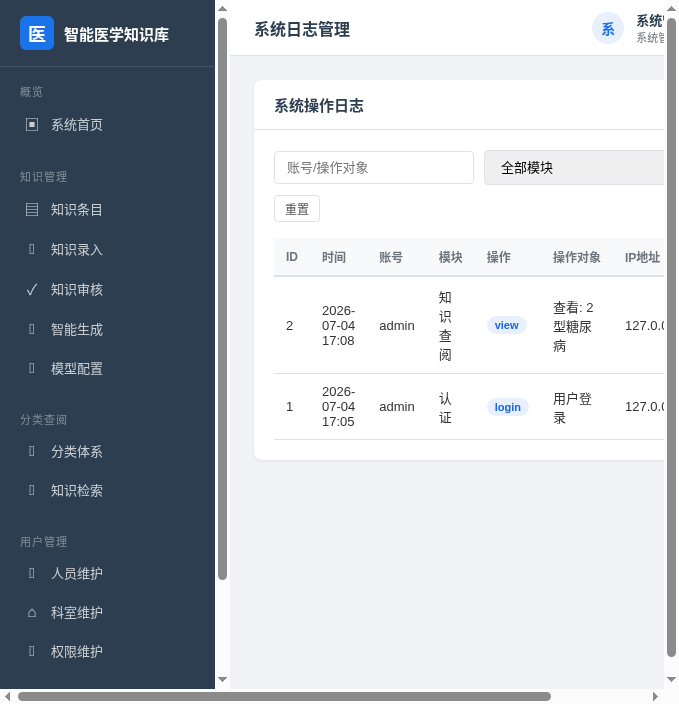 医 智能医学知识库
概览
系统首页
知识管理
知识条目
知识录入
知识审核
智能生成
模型配置
分类查阅
分类体系
知识检索
用户管理
人员维护
科室维护
权限维护
系统日志管理
系
系统管
系统操作日志
账号/操作对象
全部模块
重置
ID 时间 账号 模块 操作 操作对象 IP地址
2 2026-07-04 17:08 admin 知识查阅 view 查看: 2型糖尿病 127.0.0
1 2026-07-04 17:05 admin 认证 login 用户登录 127.0.0